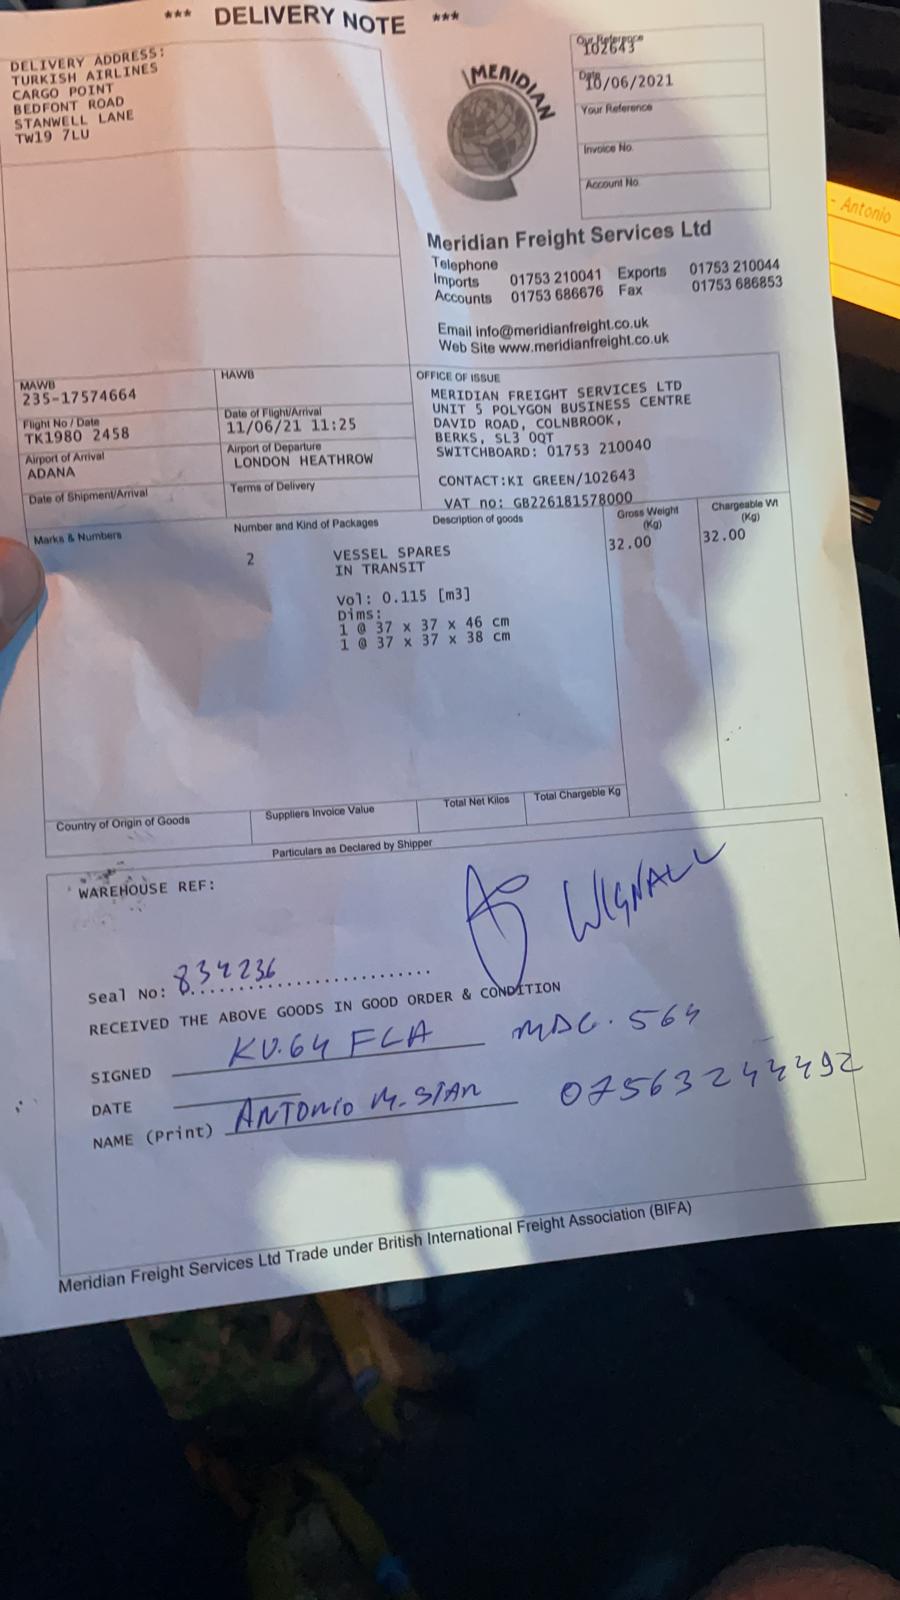 *** DELIVERY NOTE ***
DELIVERY ADDRESS:
TURKISH AIRLINES
CARGO POINT
BEDFONT ROAD
STANWELL LANE
TW19 7LU
MERIDIAN
Our Reference
102643
Date
10/06/2021
Your Reference
Invoice No.
Account No.
- Antonio
Meridian Freight Services Ltd
Telephone
Imports 01753 210041 Exports 01753 210044
Accounts 01753 686676 Fax 01753 686853
Email info@meridianfreight.co.uk
Web Site www.meridianfreight.co.uk
MAWB
235-17574664
HAWB
Flight No / Date
TK1980 2458
Date of Flight/Arrival
11/06/21 11:25
Airport of Arrival
ADANA
Airport of Departure
LONDON HEATHROW
Date of Shipment/Arrival
Terms of Delivery
OFFICE OF ISSUE
MERIDIAN FREIGHT SERVICES LTD
UNIT 5 POLYGON BUSINESS CENTRE
DAVID ROAD, COLNBROOK,
BERKS, SL3 0QT
SWITCHBOARD: 01753 210040
CONTACT:KI GREEN/102643
VAT no: GB226181578000
Marks & Numbers
Number and Kind of Packages
Description of goods
Gross Weight (Kg)
Chargeable Wt (Kg)
2 VESSEL SPARES 32.00 32.00
IN TRANSIT
Vol: 0.115 [m3]
Dims:
1 @ 37 x 37 x 46 cm
1 @ 37 x 37 x 38 cm
Country of Origin of Goods
Suppliers Invoice Value
Total Net Kilos
Total Chargeble Kg
Particulars as Declared by Shipper
WAREHOUSE REF:
WIGNALL
Seal No: 834236
RECEIVED THE ABOVE GOODS IN GOOD ORDER & CONDITION
SIGNED KU.64 FCA MDC.564
DATE
NAME (Print) ANTONIO M. STAN 07563244492
Meridian Freight Services Ltd Trade under British International Freight Association (BIFA)